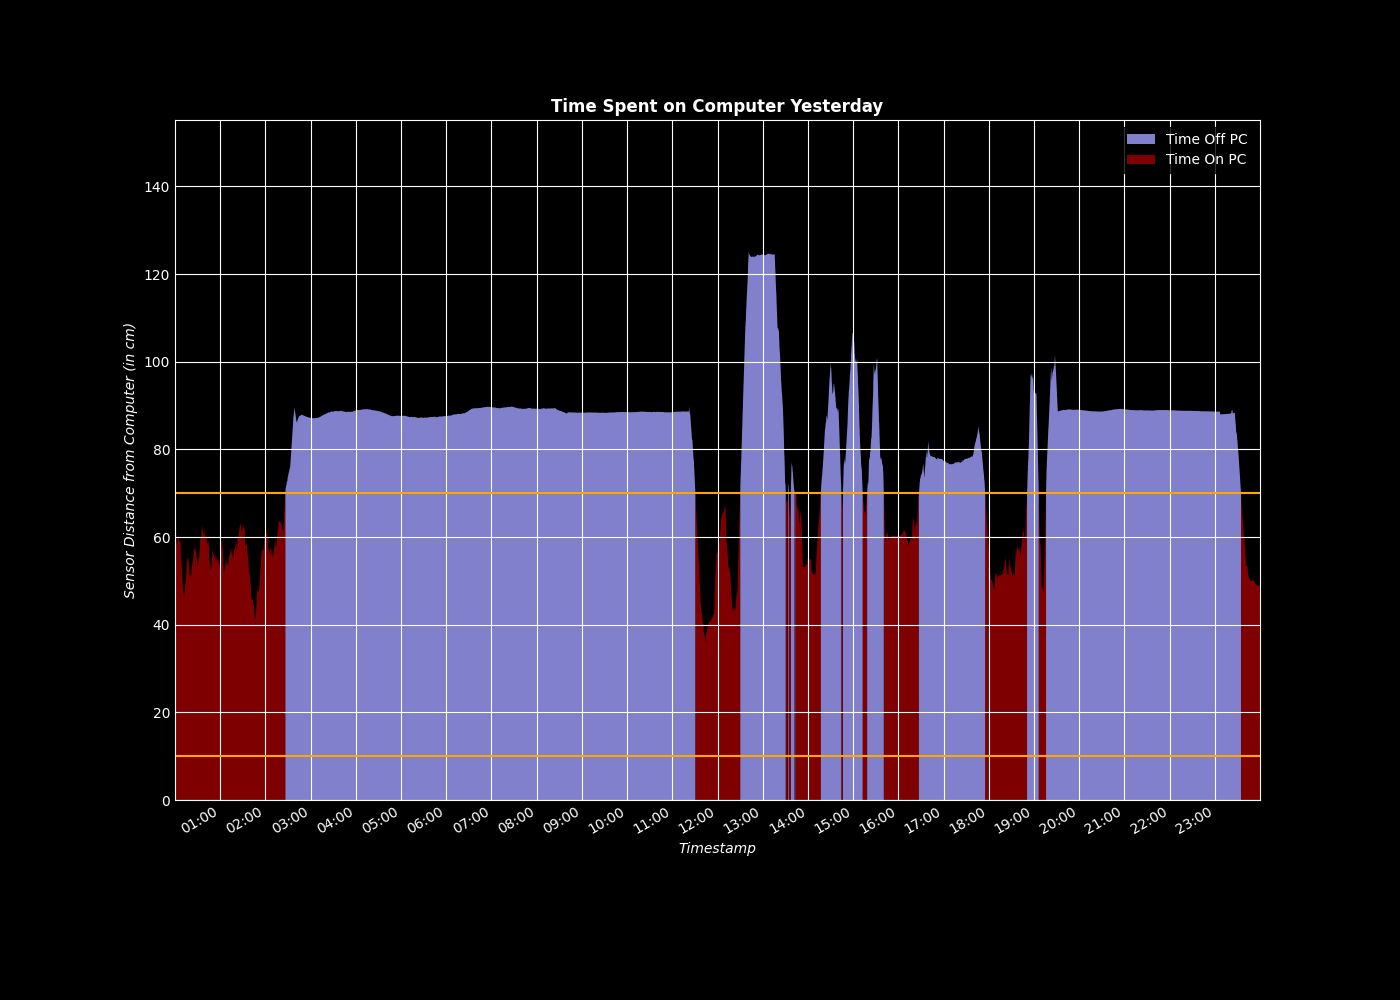 Time Spent on Computer Yesterday
Time Off PC
Time On PC
140
120
100
80
60
40
20
0
Sensor Distance from Computer (in cm)
01:00 02:00 03:00 04:00 05:00 06:00 07:00 08:00 09:00 10:00 11:00 12:00 13:00 14:00 15:00 16:00 17:00 18:00 19:00 20:00 21:00 22:00 23:00
Timestamp